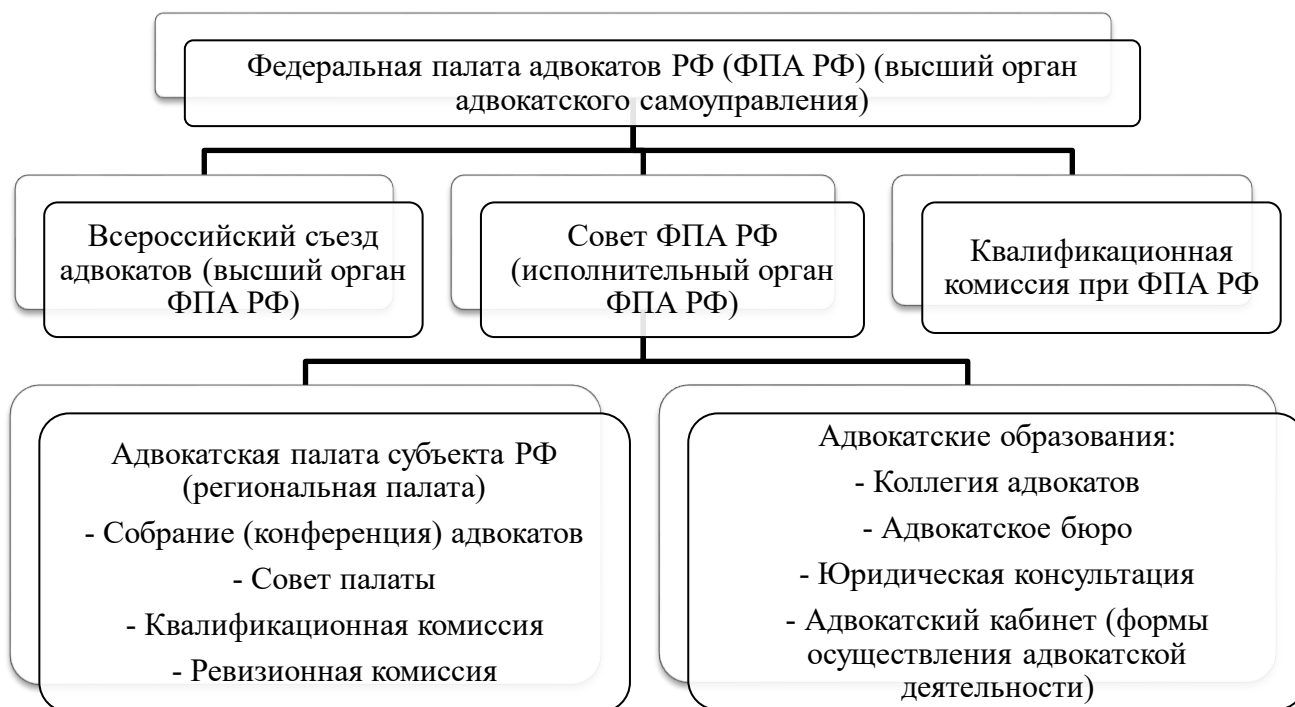 Федеральная палата адвокатов РФ (ФПА РФ) (высший орган
адвокатского самоуправления)
Всероссийский съезд
адвокатов (высший орган
ФПА РФ)
Совет ФПА РФ
(исполнительный орган
ФПА РФ)
Квалификационная
комиссия при ФПА РФ
Адвокатская палата субъекта РФ
(региональная палата)
- Собрание (конференция) адвокатов
- Совет палаты
- Квалификационная комиссия
- Ревизионная комиссия
Адвокатские образования:
- Коллегия адвокатов
- Адвокатское бюро
- Юридическая консультация
- Адвокатский кабинет (формы
осуществления адвокатской
деятельности)